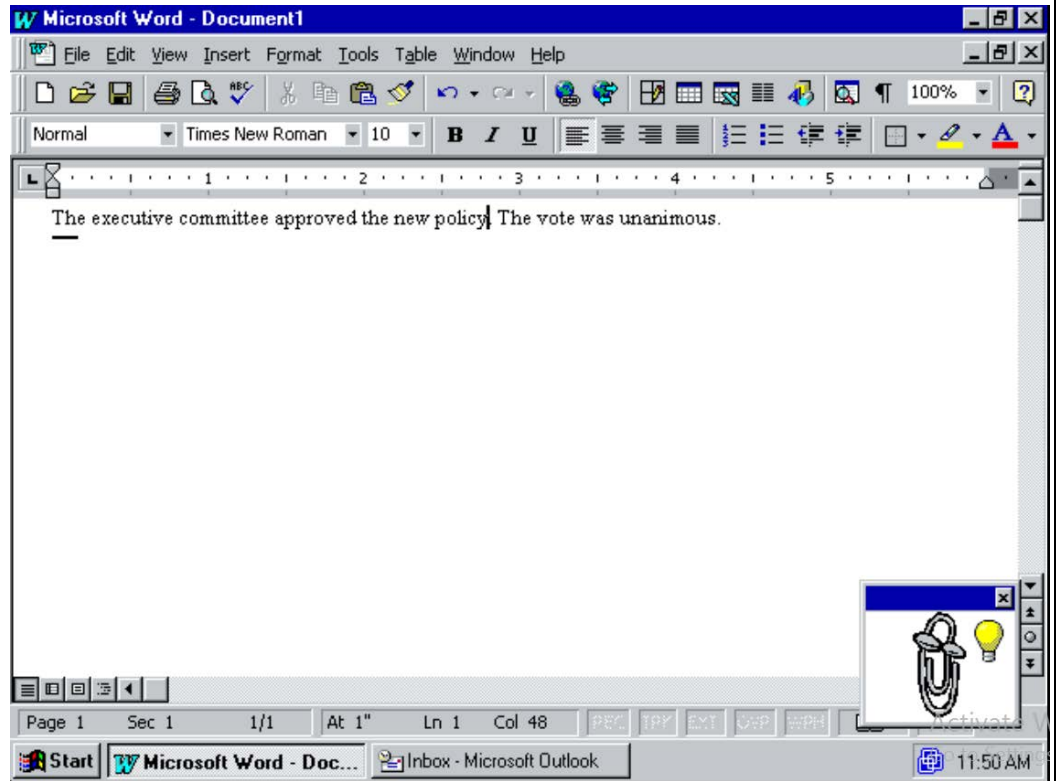 Microsoft Word - Document1
File Edit View Insert Format Tools Table Window Help
ABC 100%
Normal Times New Roman 10 B I U A
1 2 3 4 5
The executive committee approved the new policy. The vote was unanimous.
Page 1 Sec 1 1/1 At 1" Ln 1 Col 48 REC TRK EXT OVR WPH
Activate W
Start Microsoft Word - Doc... Inbox - Microsoft Outlook 11:50 AM